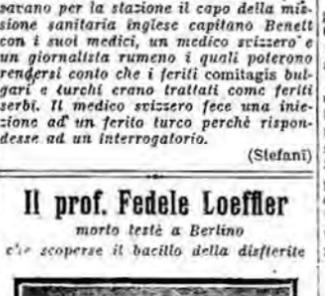 savano per la stazione il capo della mis-
sione sanitaria inglese capitano Benett
con i suoi medici, un medico svizzero e
un giornalista rumeno i quali poterono
rendersi conto che i feriti comitagis bul-
gari e turchi erano trattati come feriti
serbi. Il medico svizzero fece una inie-
zione ad un ferito turco perchè rispon-
desse ad un interrogatorio.
(Stefani)
Il prof. Fedele Loeffler
morto testè a Berlino
che scoperse il bacillo della disfterite